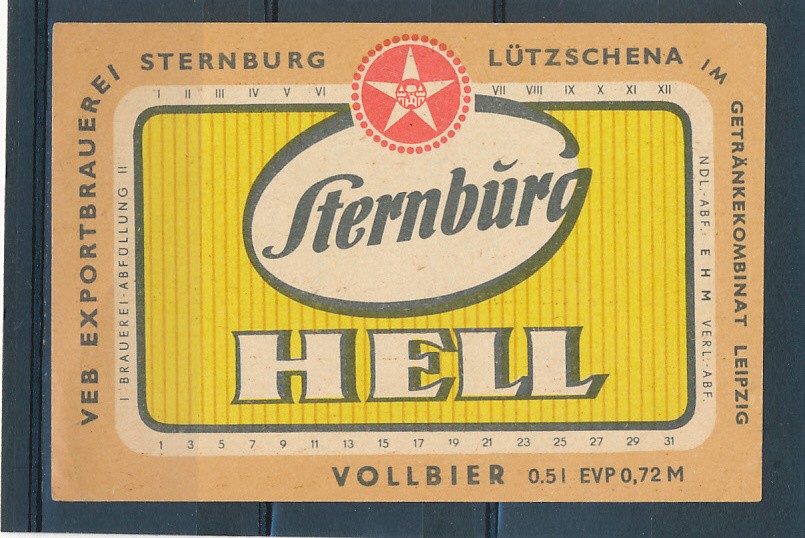 VEB EXPORTBRAUEREI STERNBURG LÜTZSCHENA IM GETRÄNKEKOMBINAT LEIPZIG
I II III IV V VI VII VIII IX X XI XII
I BRAUEREI-ABFÜLLUNG II
Sternburg
HELL
NDL.-ABF. E H M VERL.-ABF.
1 3 5 7 9 11 13 15 17 19 21 23 25 27 29 31
VOLLBIER 0.5l EVP 0,72 M